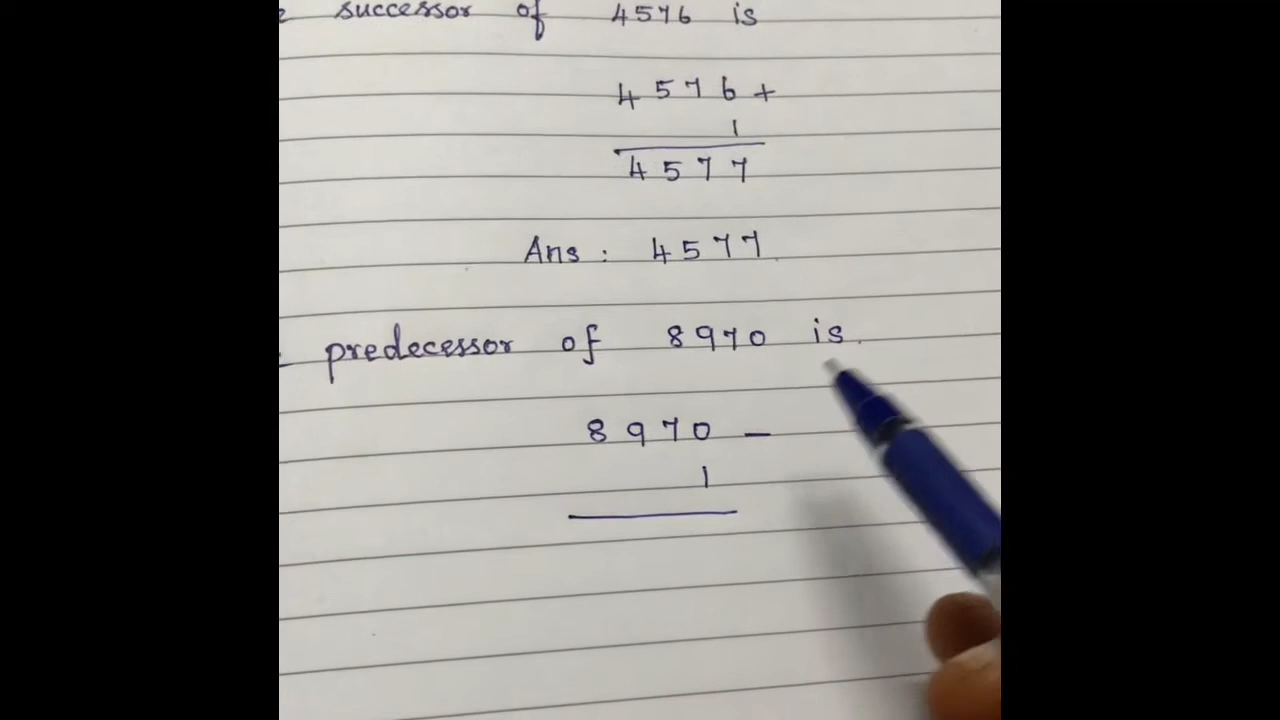 successor of 4576 is
4576 +
1
4577
Ans : 4577
predecessor of 8970 is
8970 -
1